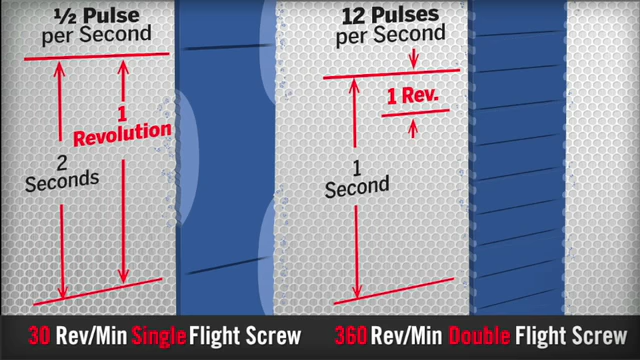 ½ Pulse
per Second
1
Revolution
2
Seconds
12 Pulses
per Second
1 Rev.
1
Second
30 Rev/Min Single Flight Screw
360 Rev/Min Double Flight Screw